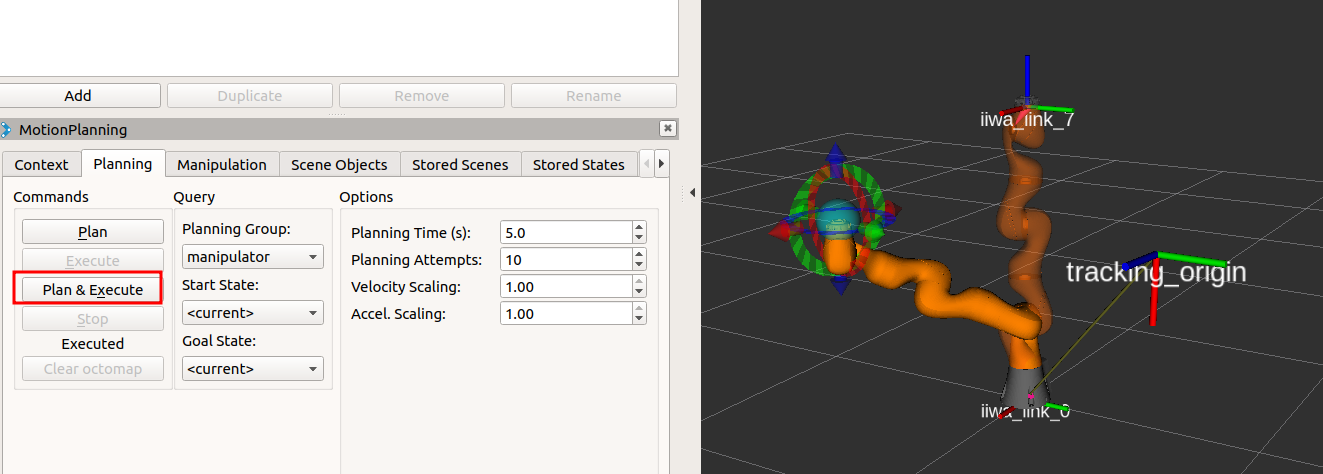 Add
Duplicate
Remove
Rename
MotionPlanning
Context
Planning
Manipulation
Scene Objects
Stored Scenes
Stored States
Commands
Query
Options
Plan
Execute
Plan & Execute
Stop
Executed
Clear octomap
Planning Group:
manipulator
Start State:
<current>
Goal State:
<current>
Planning Time (s): 5.0
Planning Attempts: 10
Velocity Scaling: 1.00
Accel. Scaling: 1.00
iiwa_link_7
tracking_origin
iiwa_link_0